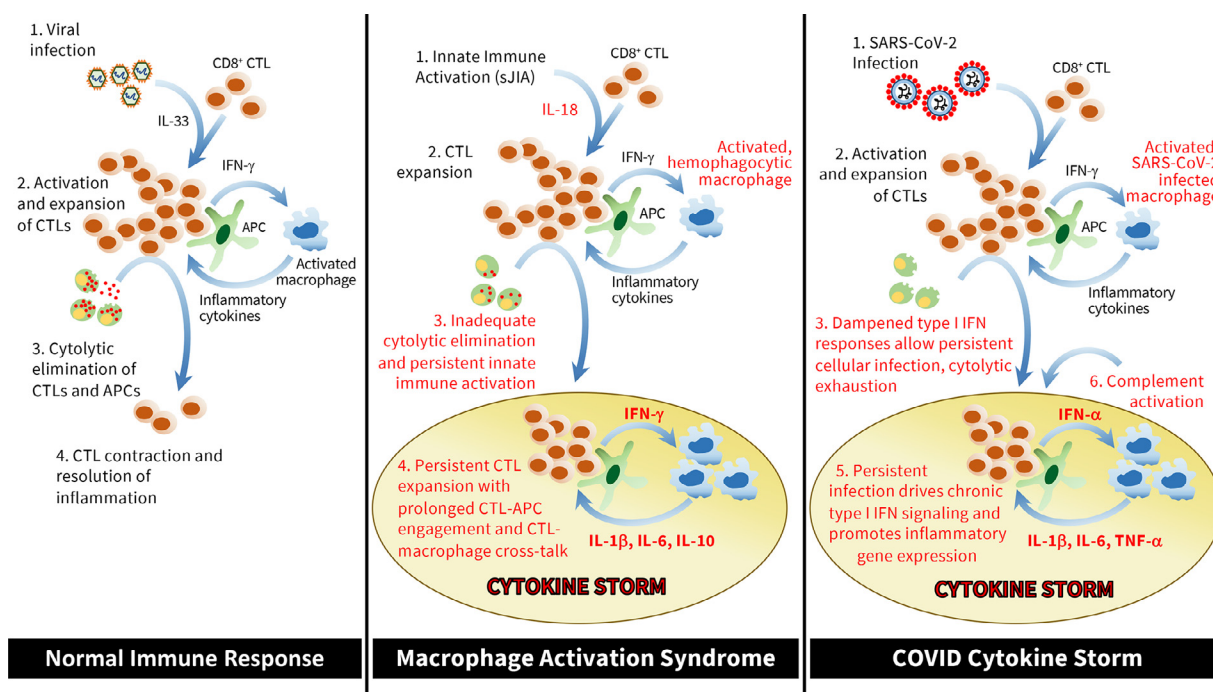 1. Viral
infection
CD8⁺ CTL
IL-33
IFN-γ
2. Activation
and expansion
of CTLs
APC
Activated
macrophage
Inflammatory
cytokines
3. Cytolytic
elimination of
CTLs and APCs
4. CTL contraction and
resolution of
inflammation
Normal Immune Response
1. Innate Immune
Activation (sJIA)
CD8⁺ CTL
IL-18
2. CTL
expansion
IFN-γ
Activated,
hemophagocytic
macrophage
APC
Inflammatory
cytokines
3. Inadequate
cytolytic elimination
and persistent innate
immune activation
IFN-γ
4. Persistent CTL
expansion with
prolonged CTL-APC
engagement and CTL-
macrophage cross-talk
IL-1β, IL-6, IL-10
CYTOKINE STORM
Macrophage Activation Syndrome
1. SARS-CoV-2
Infection
CD8⁺ CTL
2. Activation
and expansion
of CTLs
IFN-γ
Activated
SARS-CoV-2
infected
macrophage
APC
Inflammatory
cytokines
3. Dampened type I IFN
responses allow persistent
cellular infection, cytolytic
exhaustion
6. Complement
activation
IFN-α
5. Persistent
infection drives chronic
type I IFN signaling and
promotes inflammatory
gene expression
IL-1β, IL-6, TNF-α
CYTOKINE STORM
COVID Cytokine Storm